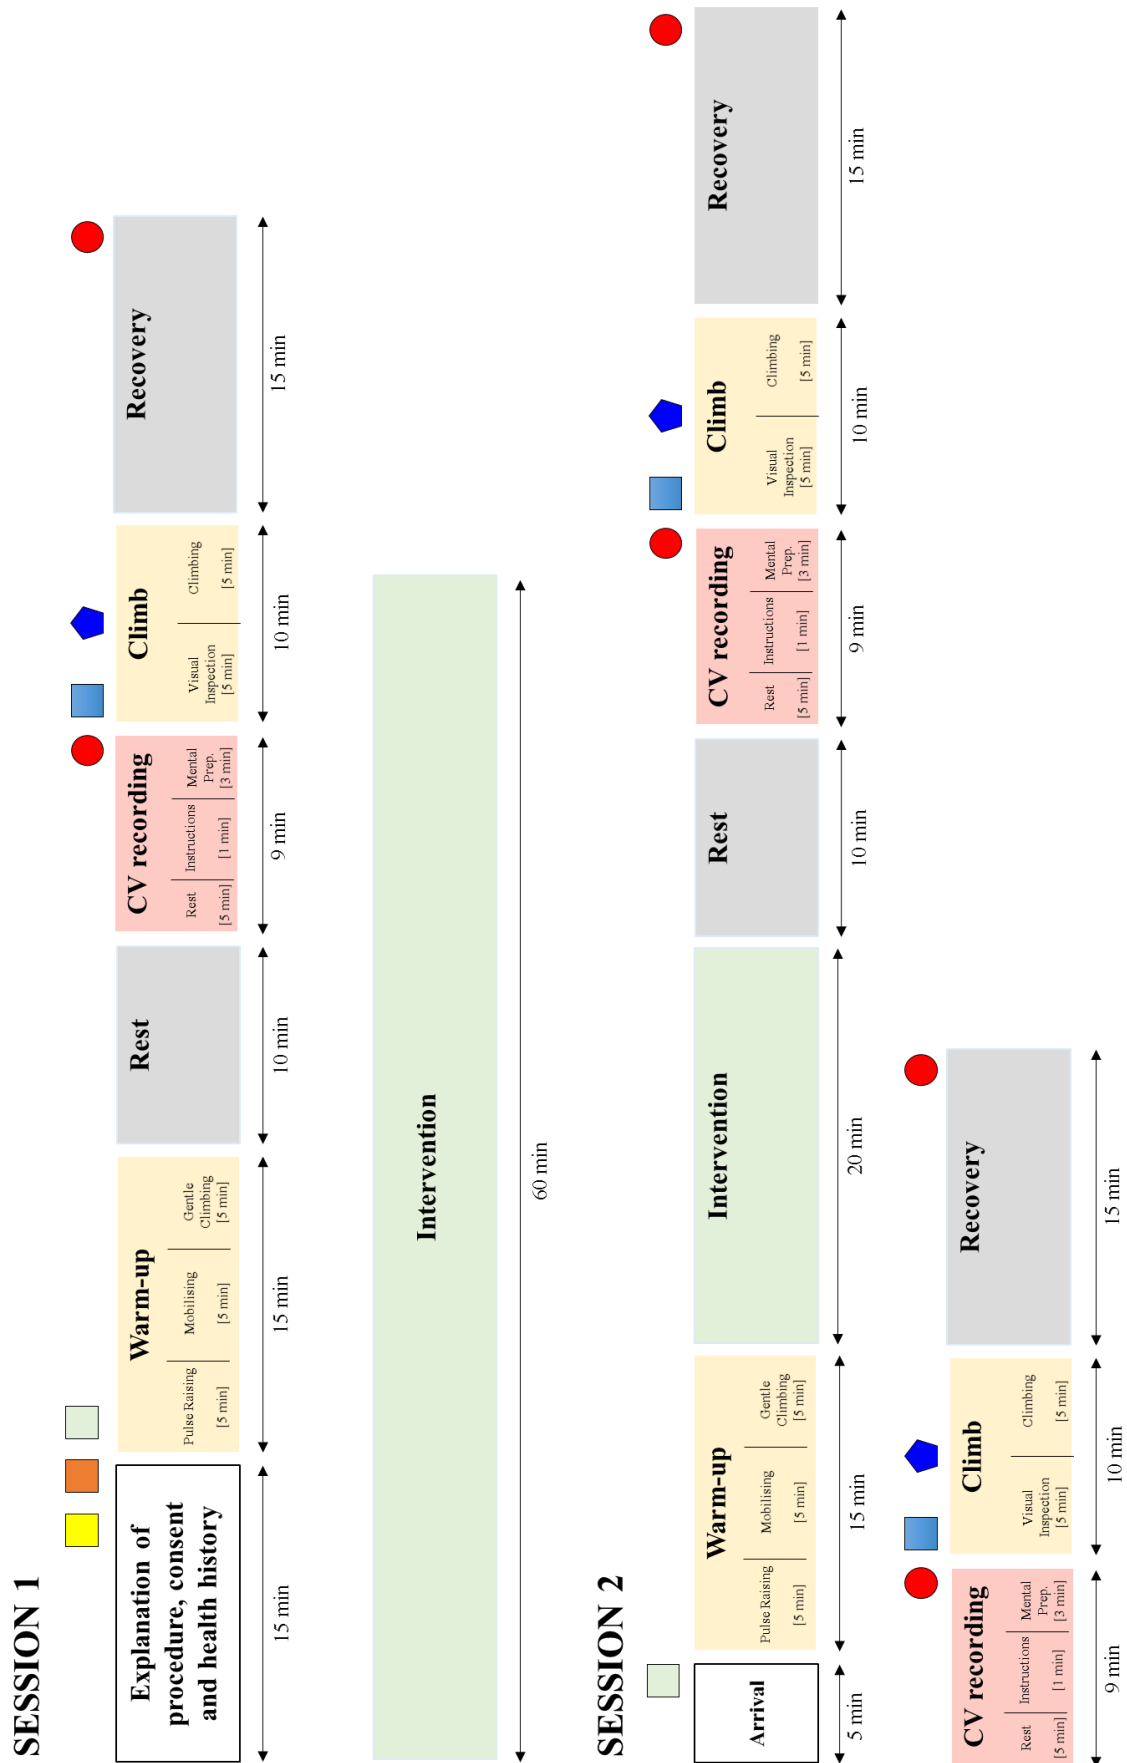 SESSION 1
Explanation of
procedure, consent
and health history
15 min
Warm-up
Pulse Raising
[5 min]
Mobilising
[5 min]
Gentle
Climbing
[5 min]
15 min
Rest
10 min
CV recording
Rest
[5 min]
Instructions
[1 min]
Mental
Prep.
[3 min]
9 min
Climb
Visual
Inspection
[5 min]
Climbing
[5 min]
10 min
Recovery
15 min
Intervention
60 min
SESSION 2
Arrival
5 min
Warm-up
Pulse Raising
[5 min]
Mobilising
[5 min]
Gentle
Climbing
[5 min]
15 min
Intervention
20 min
Rest
10 min
CV recording
Rest
[5 min]
Instructions
[1 min]
Mental
Prep.
[3 min]
9 min
Climb
Visual
Inspection
[5 min]
Climbing
[5 min]
10 min
Recovery
15 min
CV recording
Rest
[5 min]
Instructions
[1 min]
Mental
Prep.
[3 min]
9 min
Climb
Visual
Inspection
[5 min]
Climbing
[5 min]
10 min
Recovery
15 min